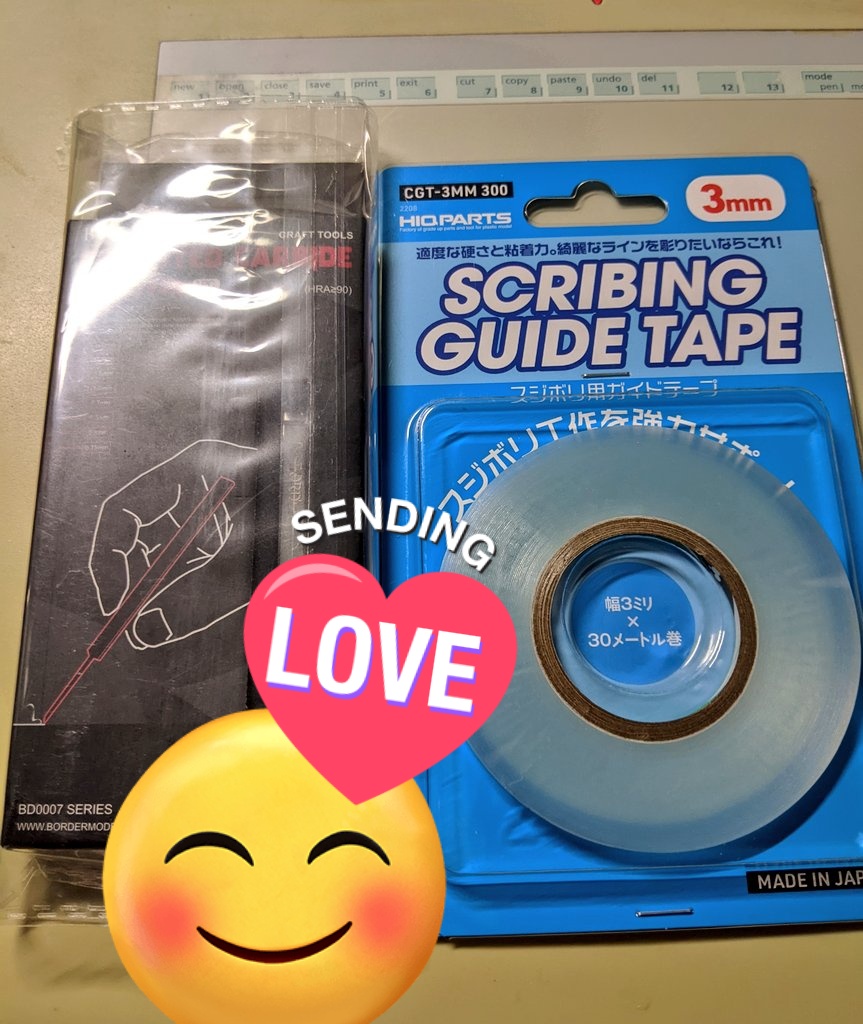 new 1
open
close 3
save 4
print 5
exit 6
cut 7
copy 8
paste 9
undo 10
del 11
12
13
mode
pen
CRAFT TOOLS
(HRA≥90)
BD0007 SERIES
WWW.BORDERMODE
CGT-3MM 300
2208
HIQPARTS
Factory of grade up parts and tool for plastic model
3mm
適度な硬さと粘着力。綺麗なラインを彫りたいならこれ!
SCRIBING
GUIDE TAPE
スジボリ用ガイドテープ
スジボリ工作を強力サポ
幅3ミリ
×
30メートル巻
MADE IN JAP
SENDING
LOVE